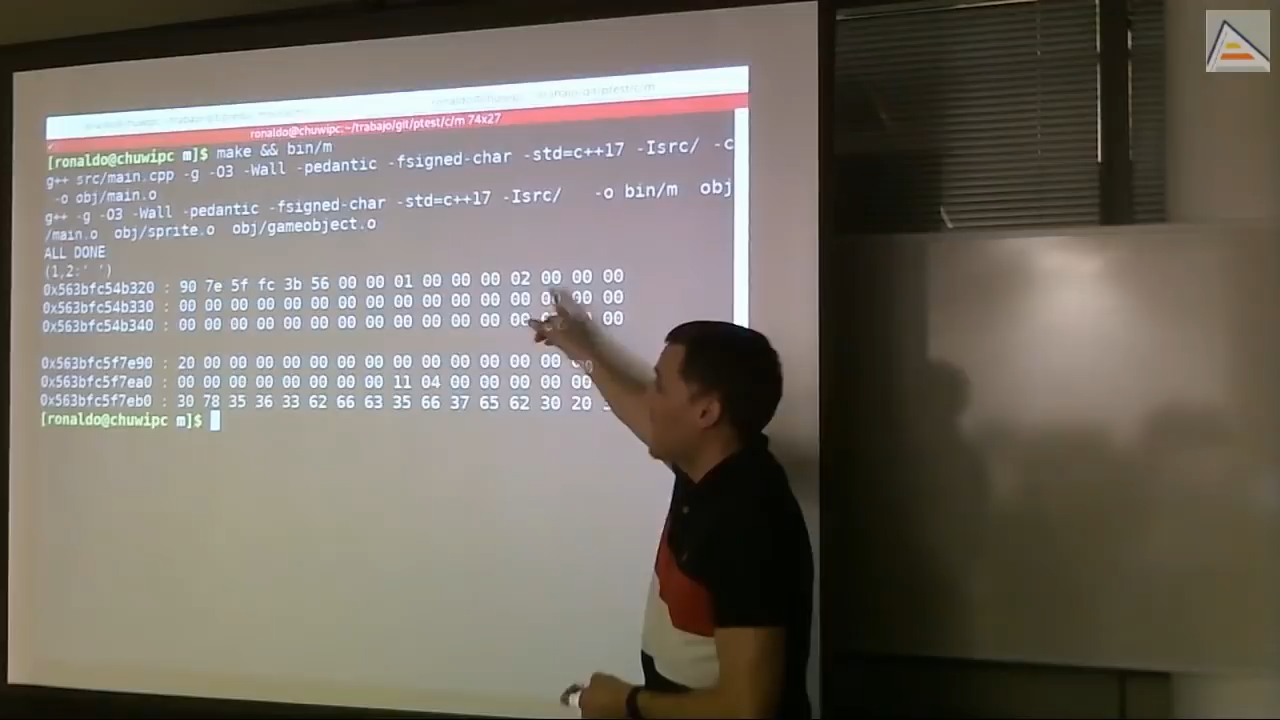 ronaldo@chuwipc:~/trabajo/git/ptest/c/m 74x27
[ronaldo@chuwipc m]$ make && bin/m
g++ src/main.cpp -g -O3 -Wall -pedantic -fsigned-char -std=c++17 -Isrc/ -c
-o obj/main.o
g++ -g -O3 -Wall -pedantic -fsigned-char -std=c++17 -Isrc/ -o bin/m obj
/main.o obj/sprite.o obj/gameobject.o
ALL DONE
(1,2:' ')
0x563bfc54b320 : 90 7e 5f fc 3b 56 00 00 01 00 00 00 02 00 00 00
0x563bfc54b330 : 00 00 00 00 00 00 00 00 00 00 00 00 00 00 00 00
0x563bfc54b340 : 00 00 00 00 00 00 00 00 00 00 00 00 00 00
0x563bfc5f7e90 : 20 00 00 00 00 00 00 00 00 00 00 00 00 00
0x563bfc5f7ea0 : 00 00 00 00 00 00 00 11 04 00 00 00 00 00 00
0x563bfc5f7eb0 : 30 78 35 36 33 62 66 63 35 66 37 65 62 30 20
[ronaldo@chuwipc m]$